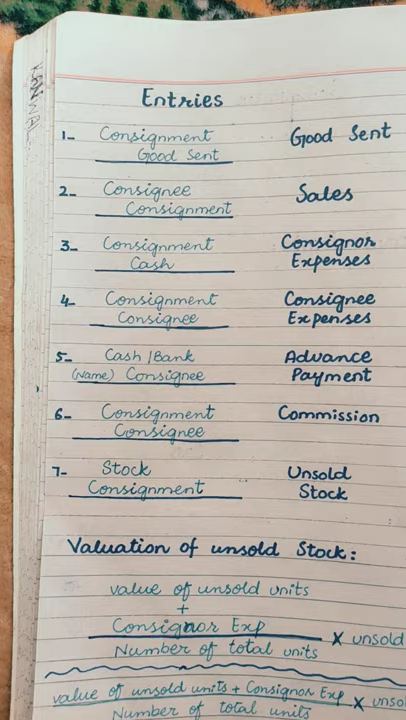 Entries
1- Consignment Good Sent
Good Sent
2- Consignee Sales
Consignment
3- Consignment Consignor
Cash Expenses
4- Consignment Consignee
Consignee Expenses
5- Cash/Bank Advance
(Name) Consignee Payment
6- Consignment Commission
Consignee
7- Stock Unsold
Consignment Stock
Valuation of unsold Stock:
value of unsold units
+
Consignor Exp X unsold
Number of total units
value of unsold units + Consignor Exp X unsol
Number of total units